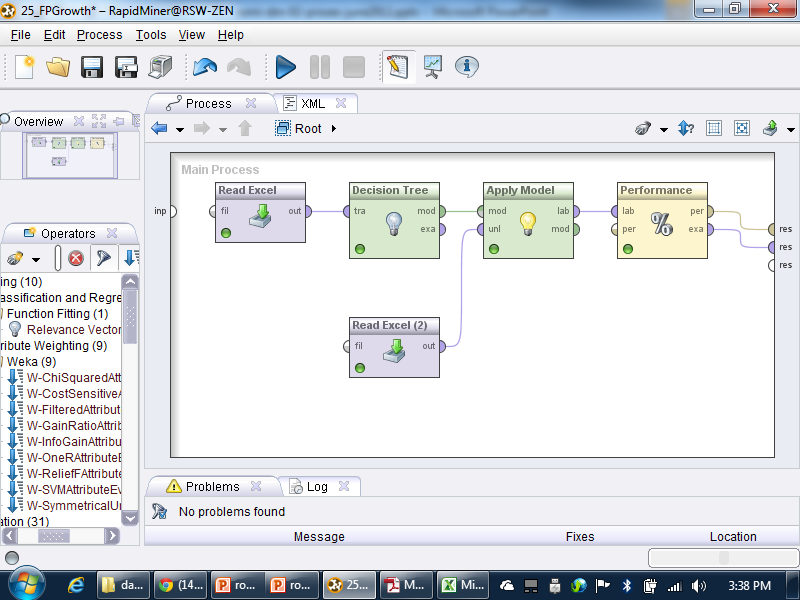 25_FPGrowth* – RapidMiner@RSW-ZEN
File Edit Process Tools View Help
Overview
Process
XML
Root
Main Process
Read Excel
Decision Tree
Apply Model
Performance
inp
fil out
tra mod
exa
mod lab
unl mod
lab per
per exa
res
res
res
Read Excel (2)
fil out
Operators
ing (10)
assification and Regre
Function Fitting (1)
Relevance Vector
ribute Weighting (9)
Weka (9)
W-ChiSquaredAtt
W-CostSensitiveA
W-FilteredAttribut
W-GainRatioAttrib
W-InfoGainAttribu
W-OneRAttributeE
W-ReliefFAttribute
W-SVMAttributeEv
W-SymmetricalUn
ation (31)
Problems
Log
No problems found
Message Fixes Location
da...
(14...
ro...
ro...
25...
M...
Mi...
3:38 PM